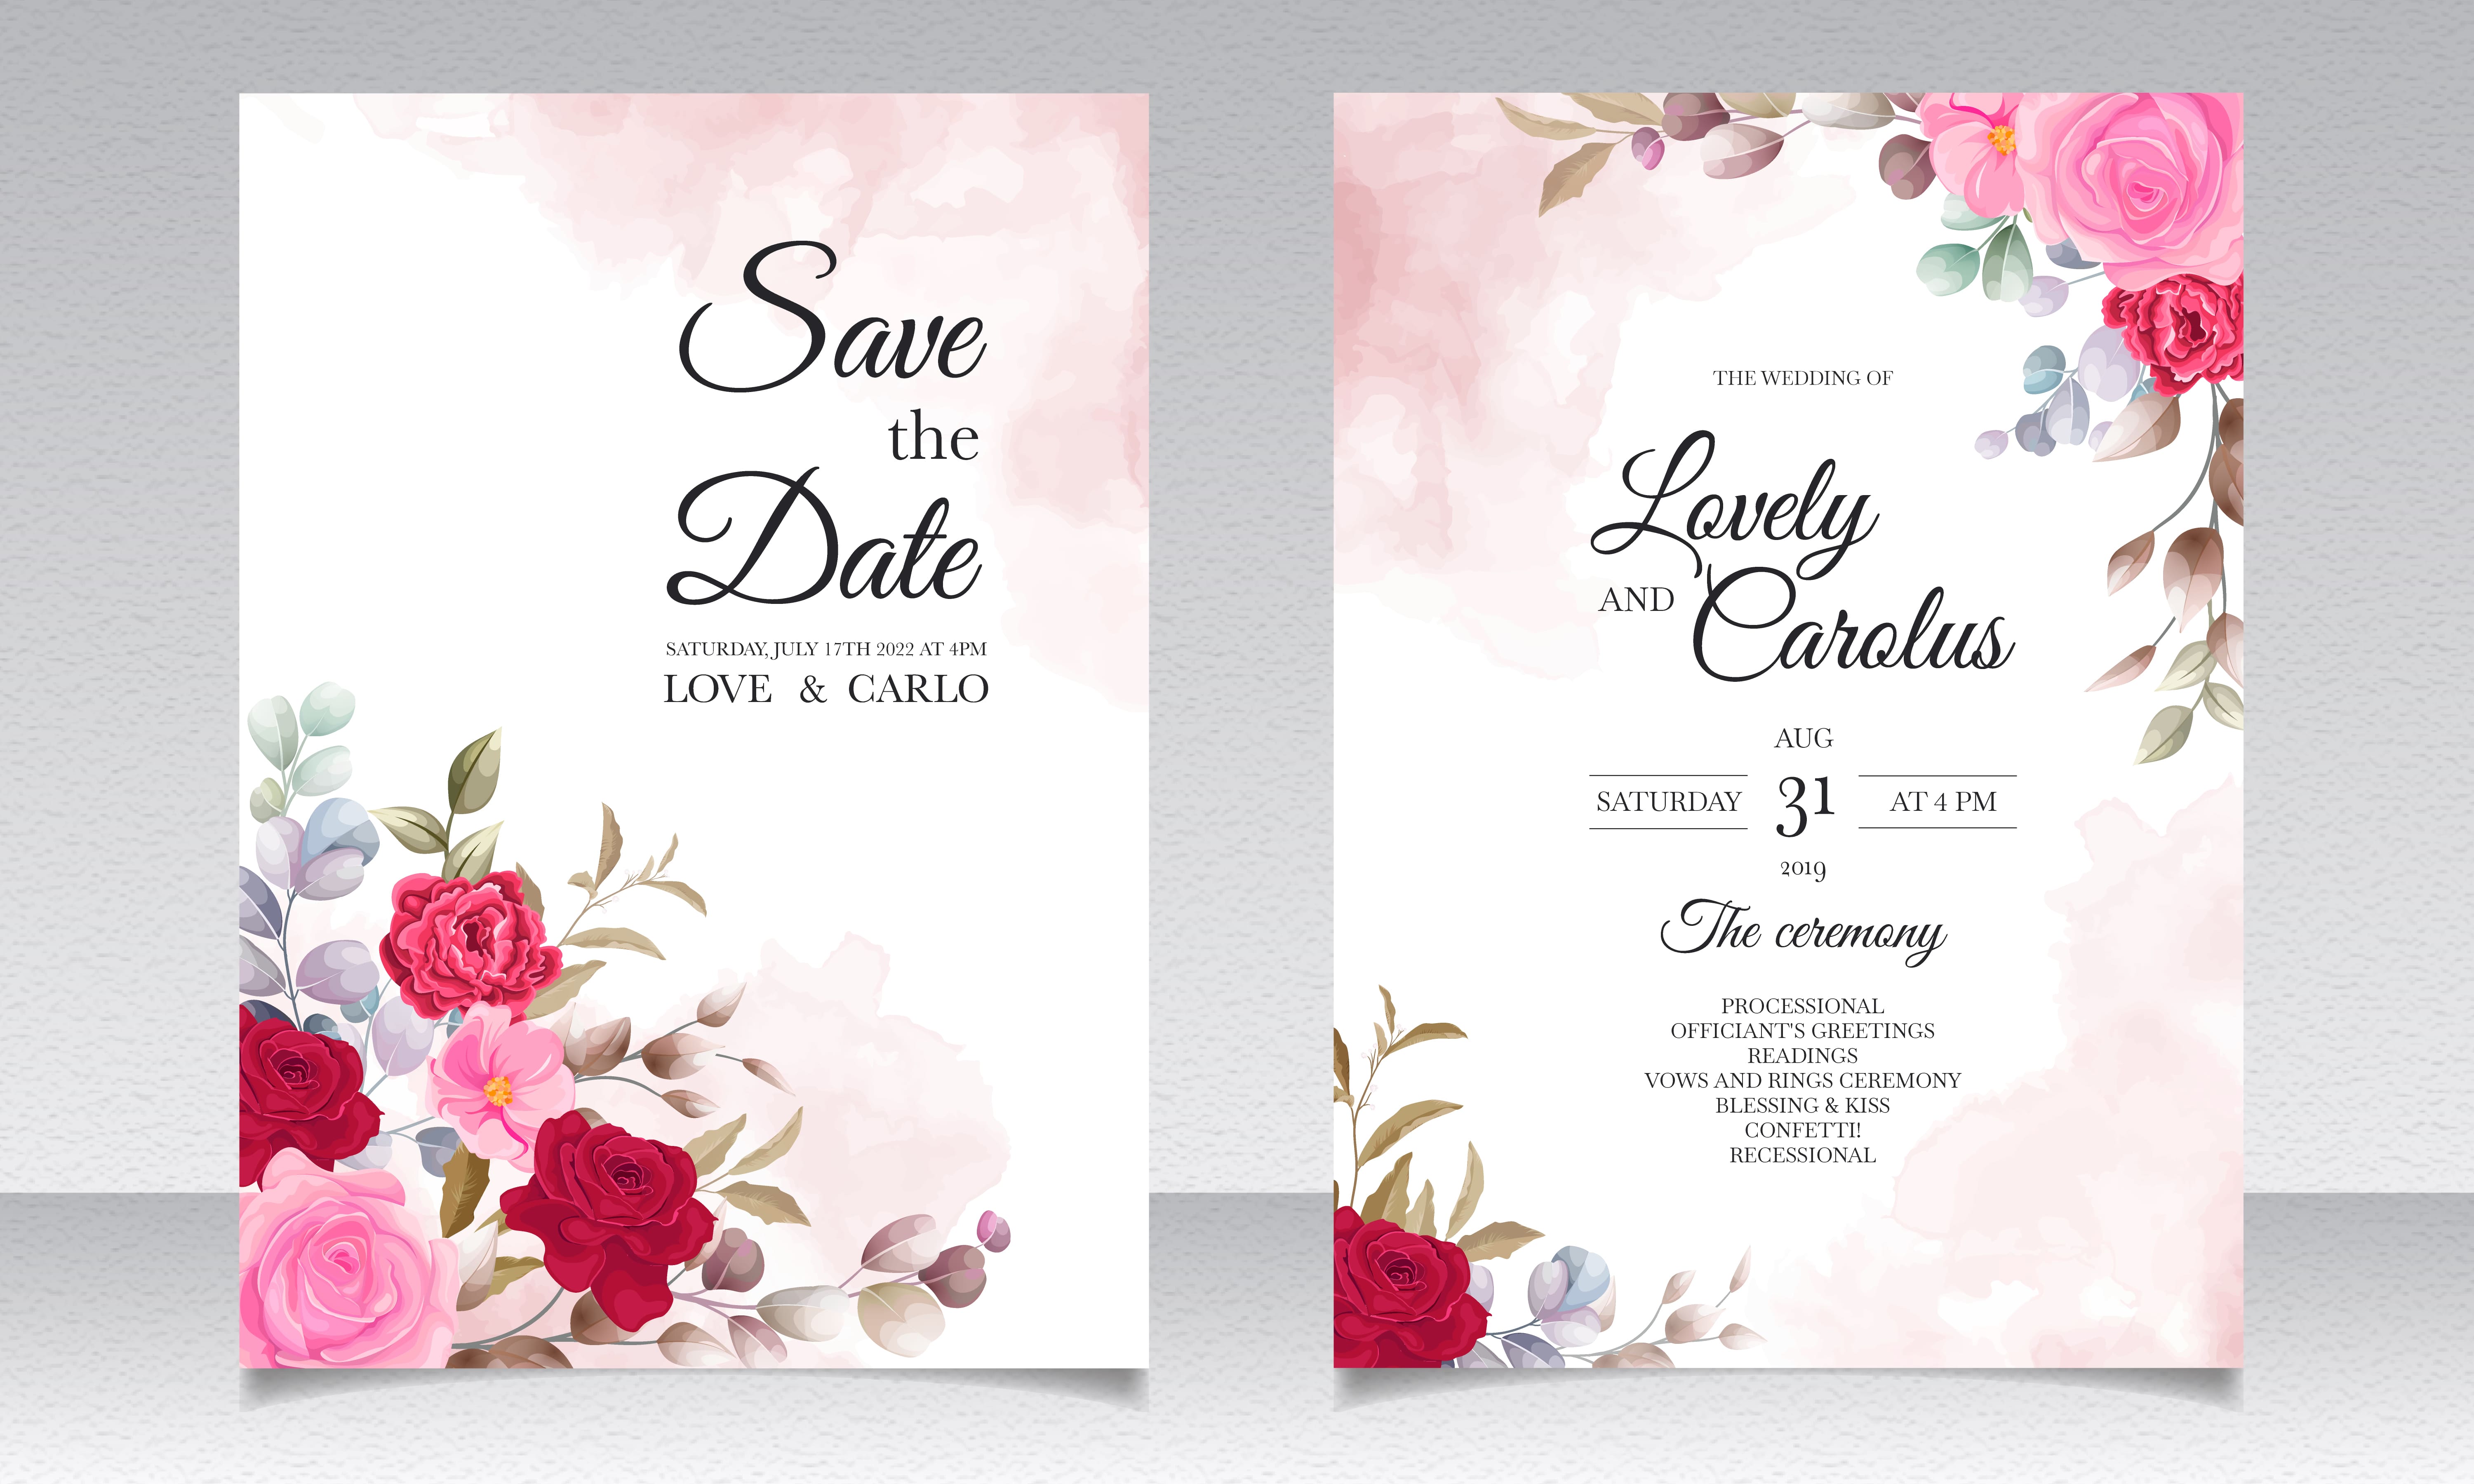 Save
the
Date
SATURDAY, JULY 17TH 2022 AT 4PM
LOVE & CARLO
THE WEDDING OF
Lovely
AND Carolus
AUG
SATURDAY 31 AT 4 PM
2019
The ceremony
PROCESSIONAL
OFFICIANT'S GREETINGS
READINGS
VOWS AND RINGS CEREMONY
BLESSING & KISS
CONFETTI!
RECESSIONAL